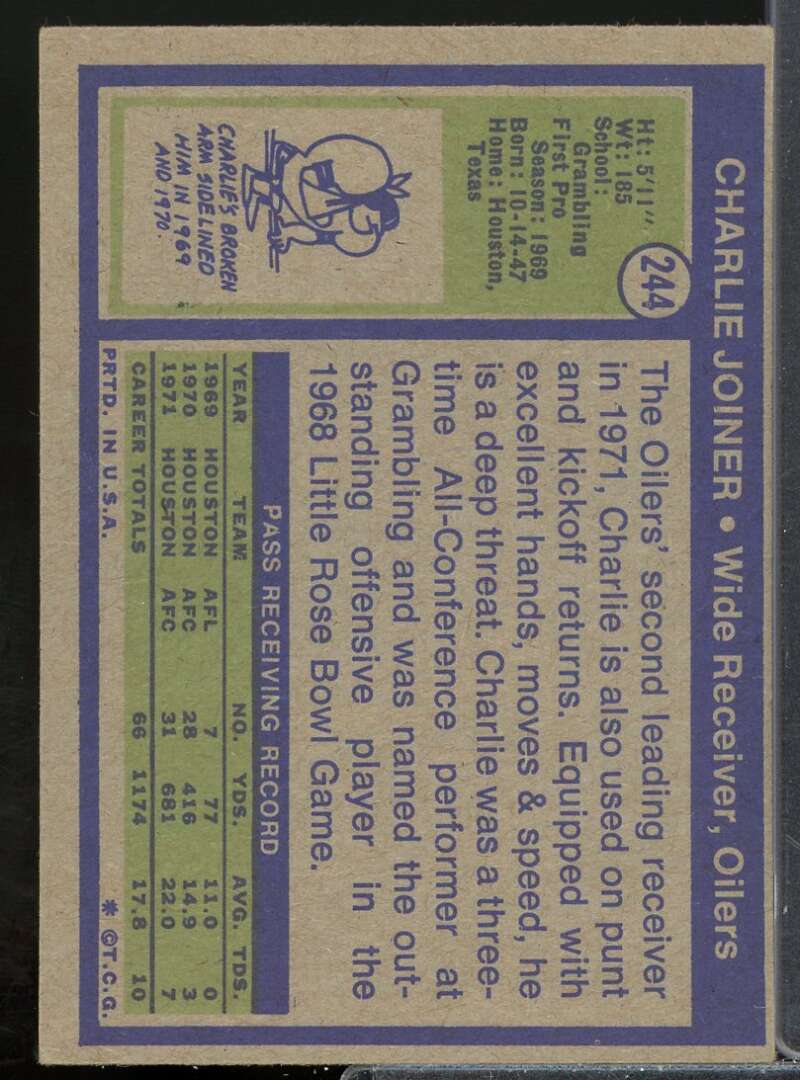 CHARLIE JOINER • Wide Receiver, Oilers
244
Ht: 5'11"
Wt: 185
School:
Grambling
First Pro
Season: 1969
Born: 10-14-47
Home: Houston,
Texas
CHARLIE'S BROKEN
ARM SIDELINED
HIM IN 1969
AND 1970.
The Oilers' second leading receiver
in 1971, Charlie is also used on punt
and kickoff returns. Equipped with
excellent hands, moves & speed, he
is a deep threat. Charlie was a three-
time All-Conference performer at
Grambling and was named the out-
standing offensive player in the
1968 Little Rose Bowl Game.
PASS RECEIVING RECORD
YEAR TEAM NO. YDS. AVG. TDS.
1969 HOUSTON AFL 7 77 11.0 0
1970 HOUSTON AFC 28 416 14.9 3
1971 HOUSTON AFC 31 681 22.0 7
CAREER TOTALS 66 1174 17.8 10
PRTD. IN U.S.A. * ©T.C.G.